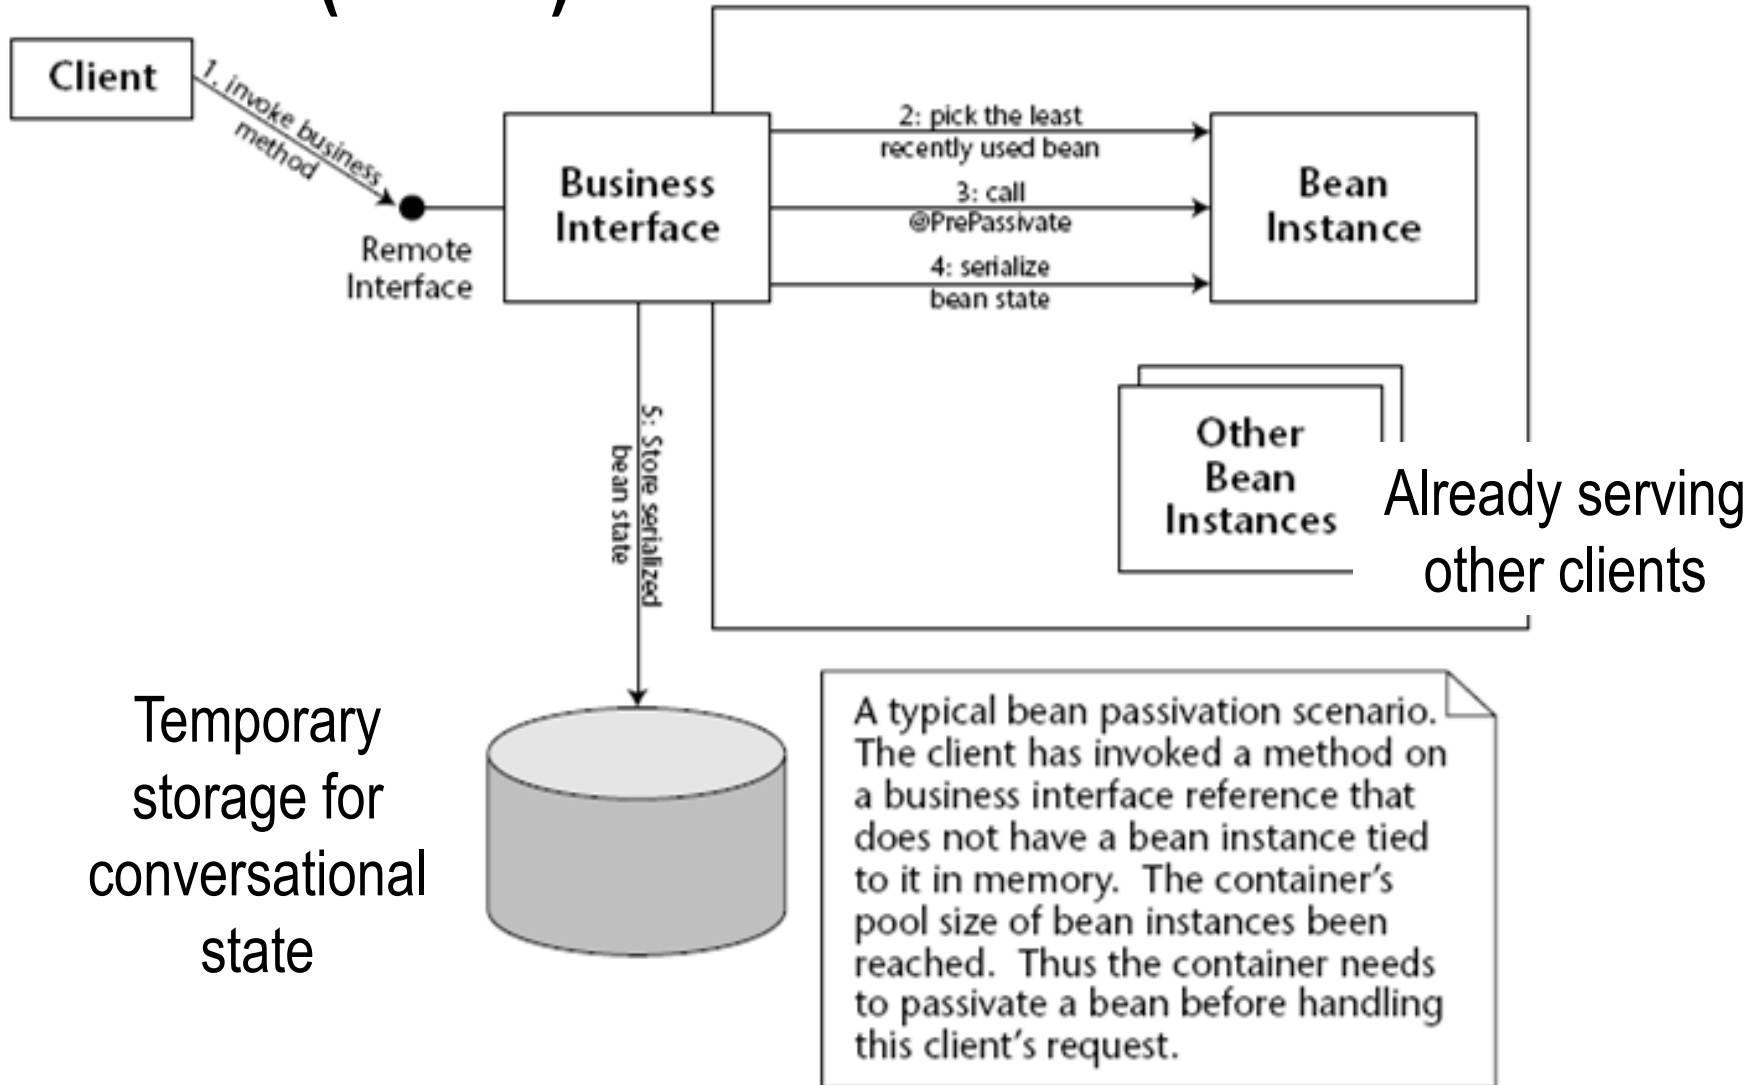 Client
1. invoke business
method
Remote
Interface
Business
Interface
2: pick the least
recently used bean
3: call
@PrePassivate
4: serialize
bean state
Bean
Instance
5: Store serialized
bean state
Other
Bean
Instances
Already serving
other clients
Temporary
storage for
conversational
state
A typical bean passivation scenario.
The client has invoked a method on
a business interface reference that
does not have a bean instance tied
to it in memory. The container's
pool size of bean instances been
reached. Thus the container needs
to passivate a bean before handling
this client's request.